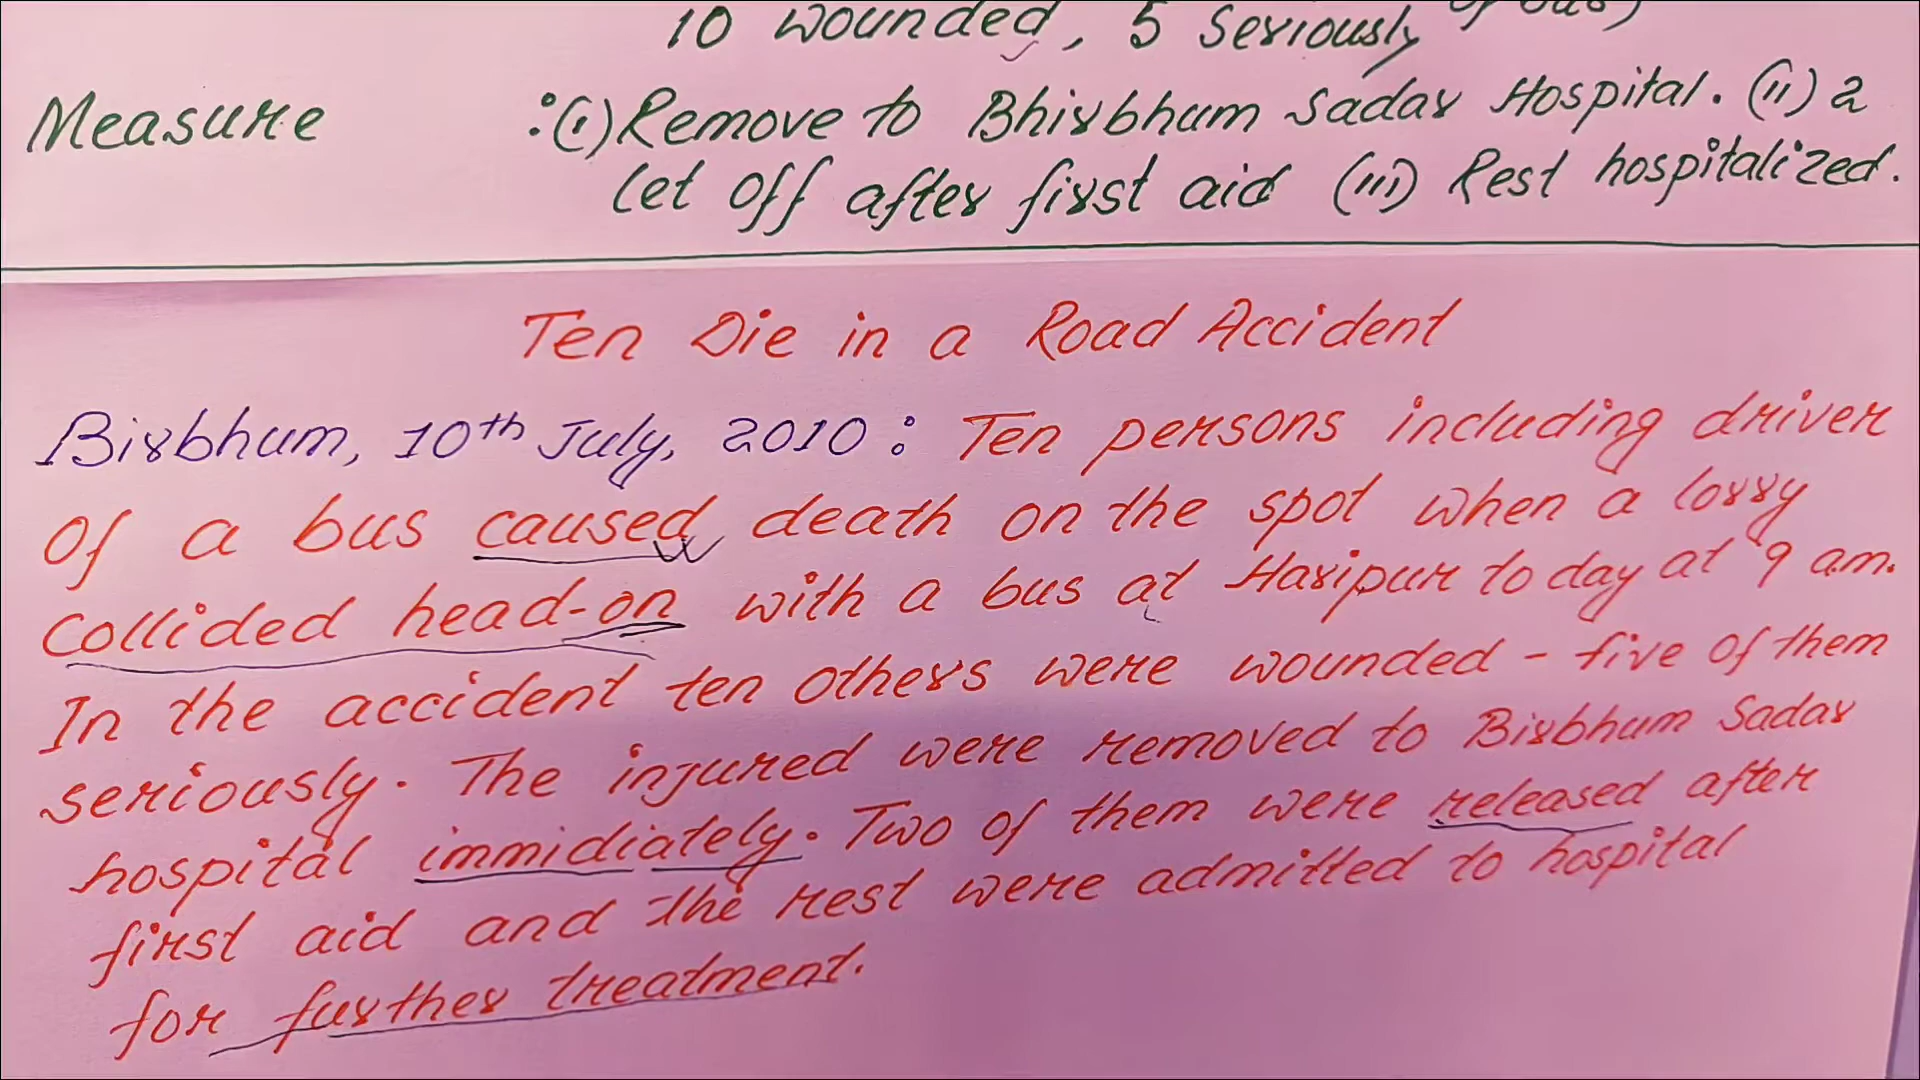 10 wounded, 5 seriously of bus)
Measure :(i) Remove to Bhirbhum Sadar Hospital. (ii) 2
let off after first aid (iii) Rest hospitalized.
Ten Die in a Road Accident
Birbhum, 10th July, 2010 : Ten persons including driver
of a bus caused death on the spot when a lorry
collided head-on with a bus at Haripur to day at 9 a.m.
In the accident ten others were wounded - five of them
seriously. The injured were removed to Birbhum Sadar
hospital immidiately. Two of them were released after
first aid and the rest were admitted to hospital
for further treatment.